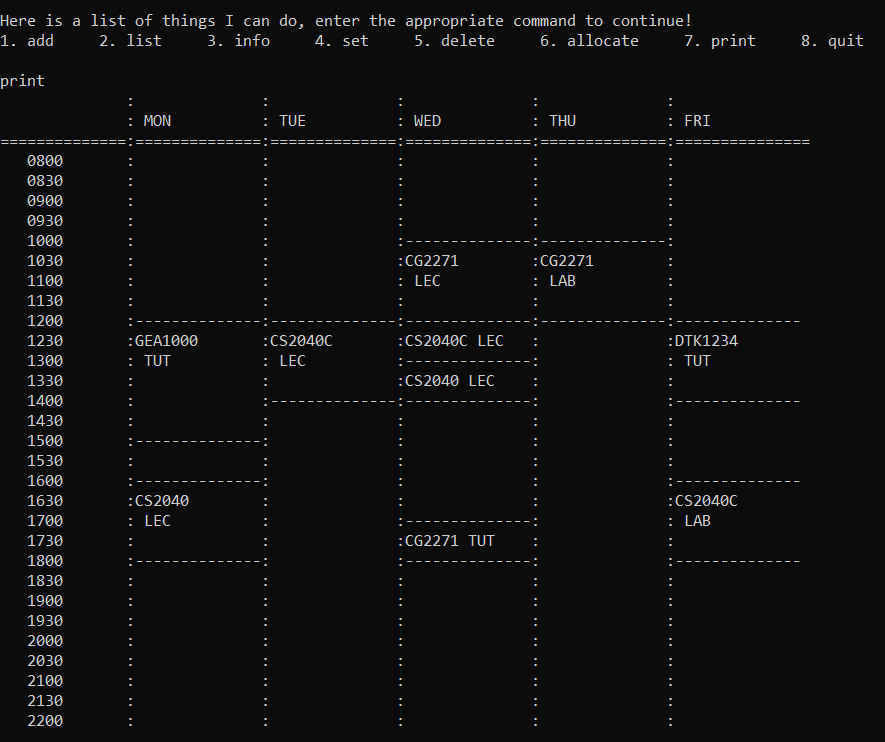 Here is a list of things I can do, enter the appropriate command to continue!
1. add     2. list     3. info     4. set     5. delete     6. allocate     7. print     8. quit

print
              :              :              :              :              :
              : MON          : TUE          : WED          : THU          : FRI
==============:==============:==============:==============:==============:===============
   0800       :              :              :              :              :
   0830       :              :              :              :              :
   0900       :              :              :              :              :
   0930       :              :              :              :              :
   1000       :              :              :--------------:--------------:
   1030       :              :              :CG2271        :CG2271        :
   1100       :              :              : LEC          : LAB          :
   1130       :              :              :              :              :
   1200       :--------------:--------------:--------------:--------------:--------------
   1230       :GEA1000       :CS2040C       :CS2040C LEC   :              :DTK1234
   1300       : TUT          : LEC          :--------------:              : TUT
   1330       :              :              :CS2040 LEC    :              :
   1400       :              :--------------:--------------:              :--------------
   1430       :              :              :              :              :
   1500       :--------------:              :              :              :
   1530       :              :              :              :              :
   1600       :--------------:              :              :              :--------------
   1630       :CS2040        :              :              :              :CS2040C
   1700       : LEC          :              :--------------:              : LAB
   1730       :              :              :CG2271 TUT    :              :
   1800       :--------------:              :--------------:              :--------------
   1830       :              :              :              :              :
   1900       :              :              :              :              :
   1930       :              :              :              :              :
   2000       :              :              :              :              :
   2030       :              :              :              :              :
   2100       :              :              :              :              :
   2130       :              :              :              :              :
   2200       :              :              :              :              :